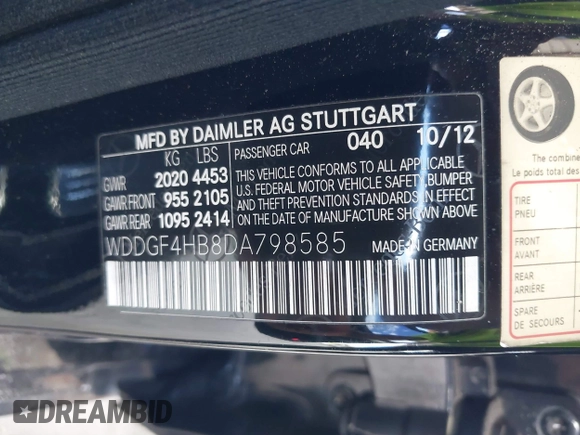 MFD BY DAIMLER AG STUTTGART
KG LBS PASSENGER CAR 040 10/12
GVWR 2020 4453
GAWR FRONT 955 2105
GAWR REAR 1095 2414
THIS VEHICLE CONFORMS TO ALL APPLICABLE
U.S. FEDERAL MOTOR VEHICLE SAFETY, BUMPER
AND THEFT PREVENTION STANDARDS IN EFFECT
ON THE DATE OF MANUFACTURE SHOWN ABOVE.
WDDGF4HB8DA798585 MADE IN GERMANY
The combine
Le poids total des
TIRE
PNEU
FRONT
AVANT
REAR
ARRIÈRE
SPARE
DE SECOURS
DREAMBID